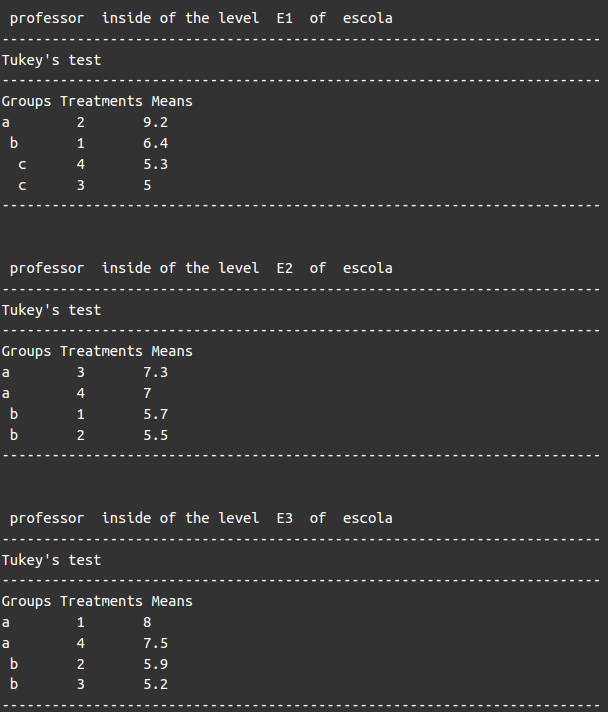 professor  inside of the level  E1  of  escola
------------------------------------------------------------------------
Tukey's test
------------------------------------------------------------------------
Groups Treatments Means
a        2       9.2
 b       1       6.4
  c      4       5.3
  c      3       5
------------------------------------------------------------------------
 professor  inside of the level  E2  of  escola
------------------------------------------------------------------------
Tukey's test
------------------------------------------------------------------------
Groups Treatments Means
a        3       7.3
a        4       7
 b       1       5.7
 b       2       5.5
------------------------------------------------------------------------
 professor  inside of the level  E3  of  escola
------------------------------------------------------------------------
Tukey's test
------------------------------------------------------------------------
Groups Treatments Means
a        1       8
a        4       7.5
 b       2       5.9
 b       3       5.2
------------------------------------------------------------------------